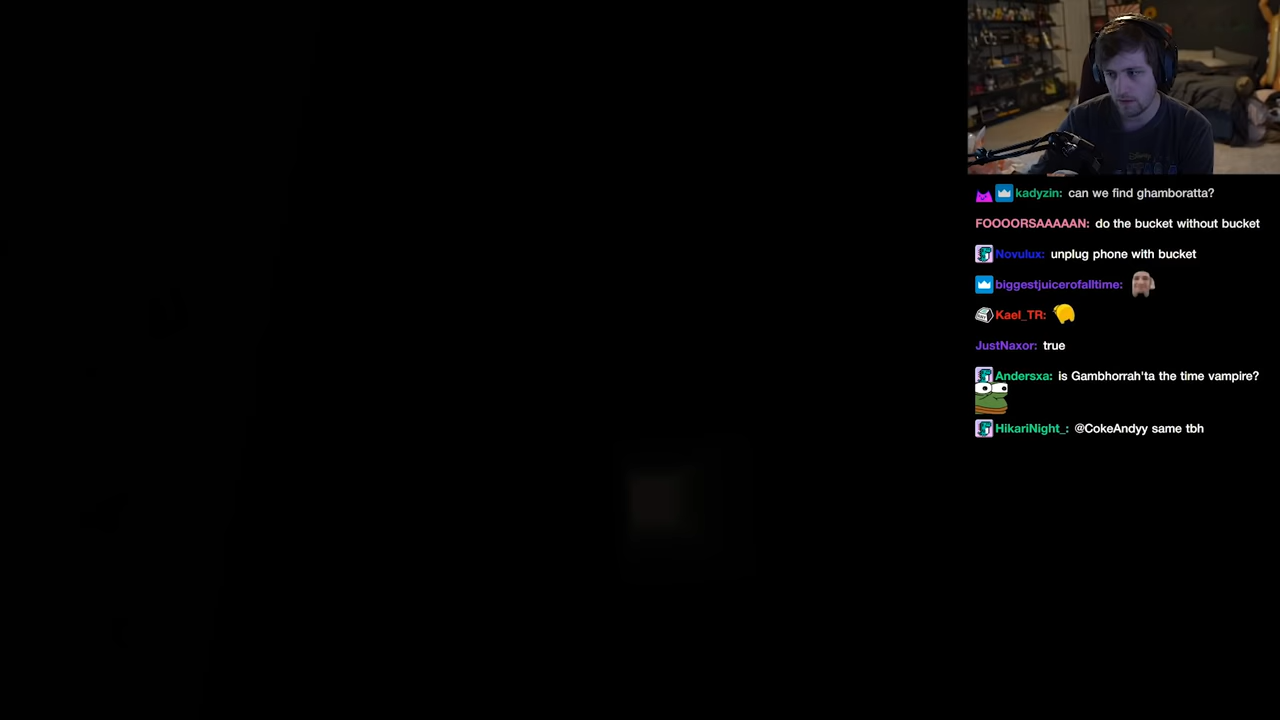 kadyzin: can we find ghamboratta?
FOOOORSAAAAAN: do the bucket without bucket
Novulux: unplug phone with bucket
biggestjuicerofalltime:
Kael_TR:
JustNaxor: true
Andersxa: is Gambhorrah'ta the time vampire?
HikariNight_: @CokeAndyy same tbh